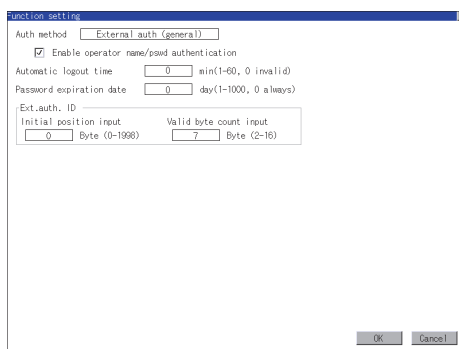 Function setting
Auth method External auth (general)
Enable operator name/pswd authentication
Automatic logout time 0 min(1-60, 0 invalid)
Password expiration date 0 day(1-1000, 0 always)
Ext.auth. ID
Initial position input Valid byte count input
0 Byte (0-1998) 7 Byte (2-16)
OK Cancel